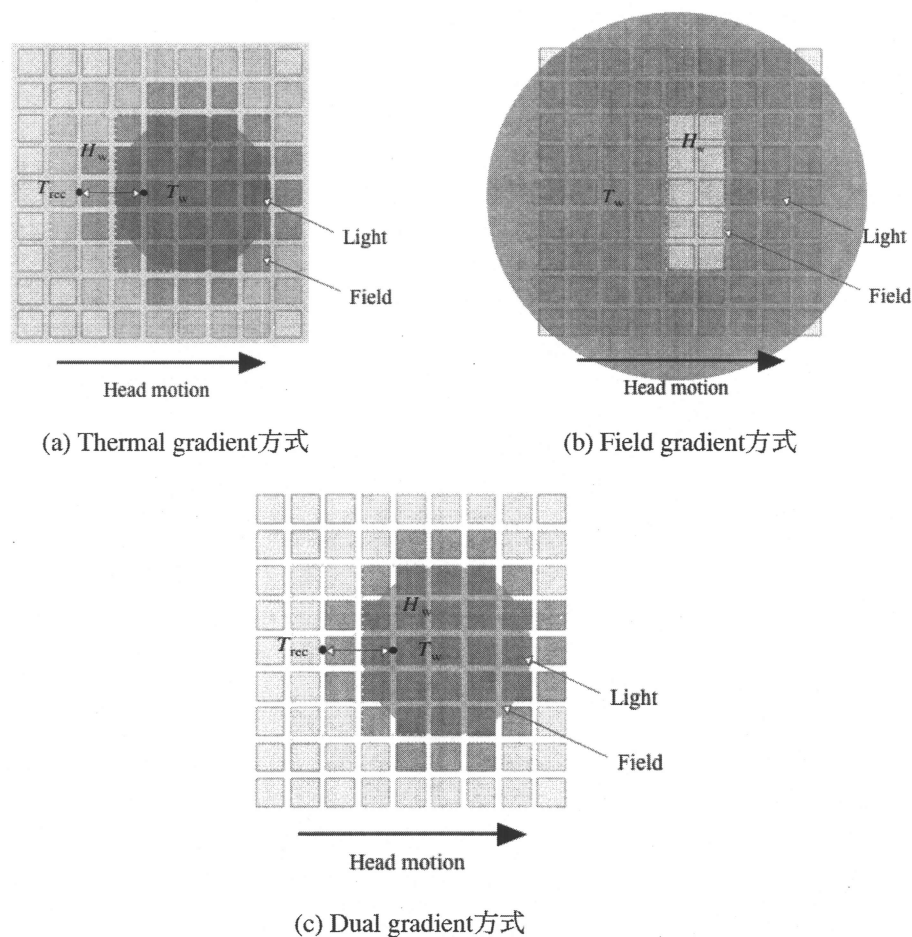 H_w
T_rec
T_w
Light
Field
Head motion
(a) Thermal gradient方式
H_w
T_w
Light
Field
Head motion
(b) Field gradient方式
H_w
T_rec
T_w
Light
Field
Head motion
(c) Dual gradient方式